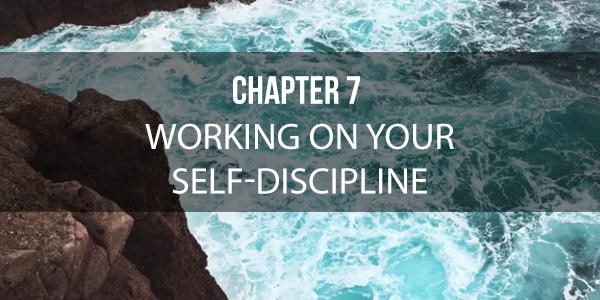 CHAPTER 7
WORKING ON YOUR
SELF-DISCIPLINE